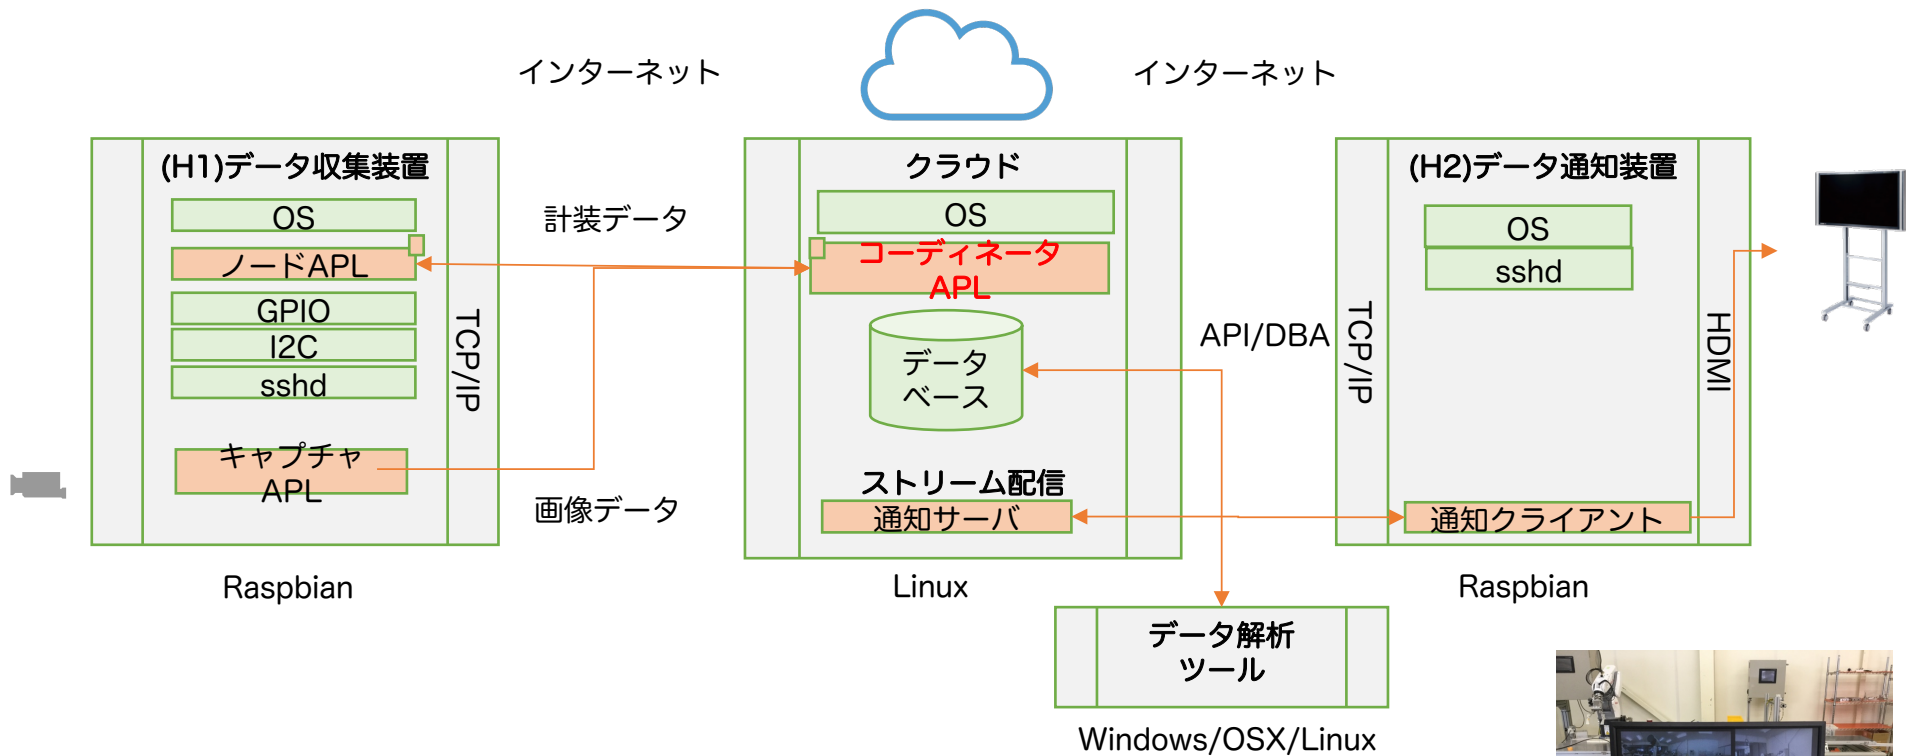 インターネット
インターネット
(H1)データ収集装置
OS
ノードAPL
GPIO
I2C
sshd
キャプチャ
APL
TCP/IP
Raspbian
計装データ
画像データ
クラウド
OS
コーディネータ
APL
データ
ベース
ストリーム配信
通知サーバ
Linux
API/DBA
(H2)データ通知装置
TCP/IP
OS
sshd
通知クライアント
HDMI
Raspbian
データ解析
ツール
Windows/OSX/Linux